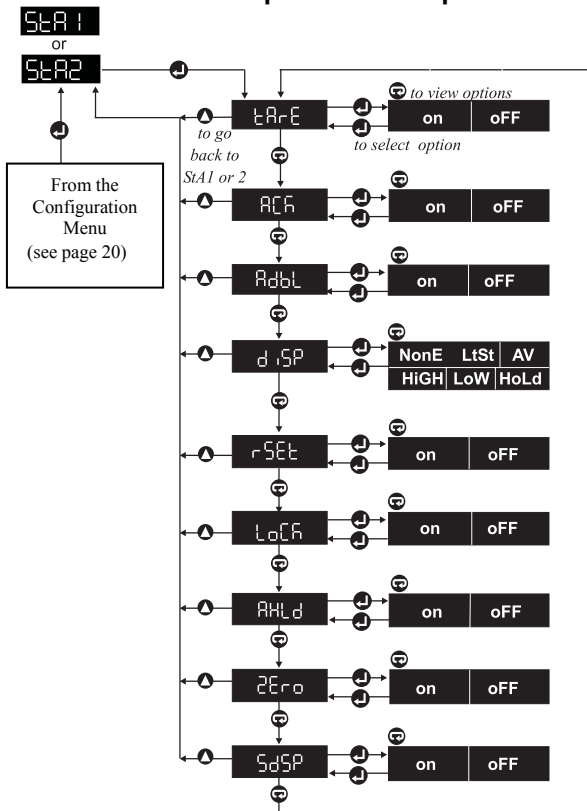 StA1
or
StA2
to view options
tArE
on oFF
to go
back to
StA1 or 2
to select option
From the
Configuration
Menu
(see page 20)
ACK
on oFF
AdbL
on oFF
diSP
NonE LtSt AV
HiGH LoW HoLd
rSEt
on oFF
LoCK
on oFF
AHLd
on oFF
ZEro
on oFF
SdSP
on oFF